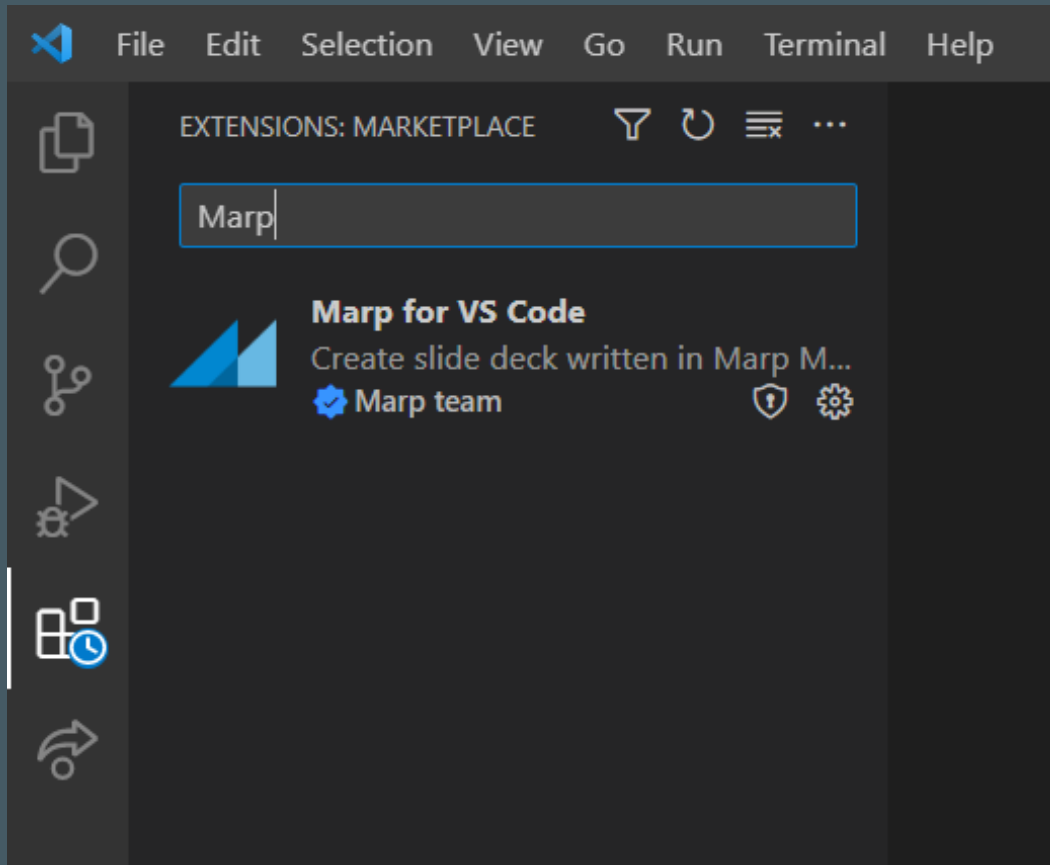 File Edit Selection View Go Run Terminal Help
EXTENSIONS: MARKETPLACE
Marp
Marp for VS Code
Create slide deck written in Marp M...
Marp team